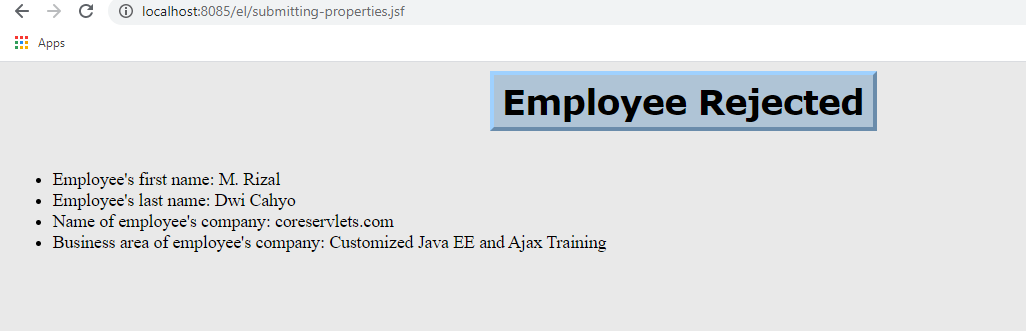 localhost:8085/el/submitting-properties.jsf
Apps
Employee Rejected
• Employee's first name: M. Rizal
• Employee's last name: Dwi Cahyo
• Name of employee's company: coreservlets.com
• Business area of employee's company: Customized Java EE and Ajax Training